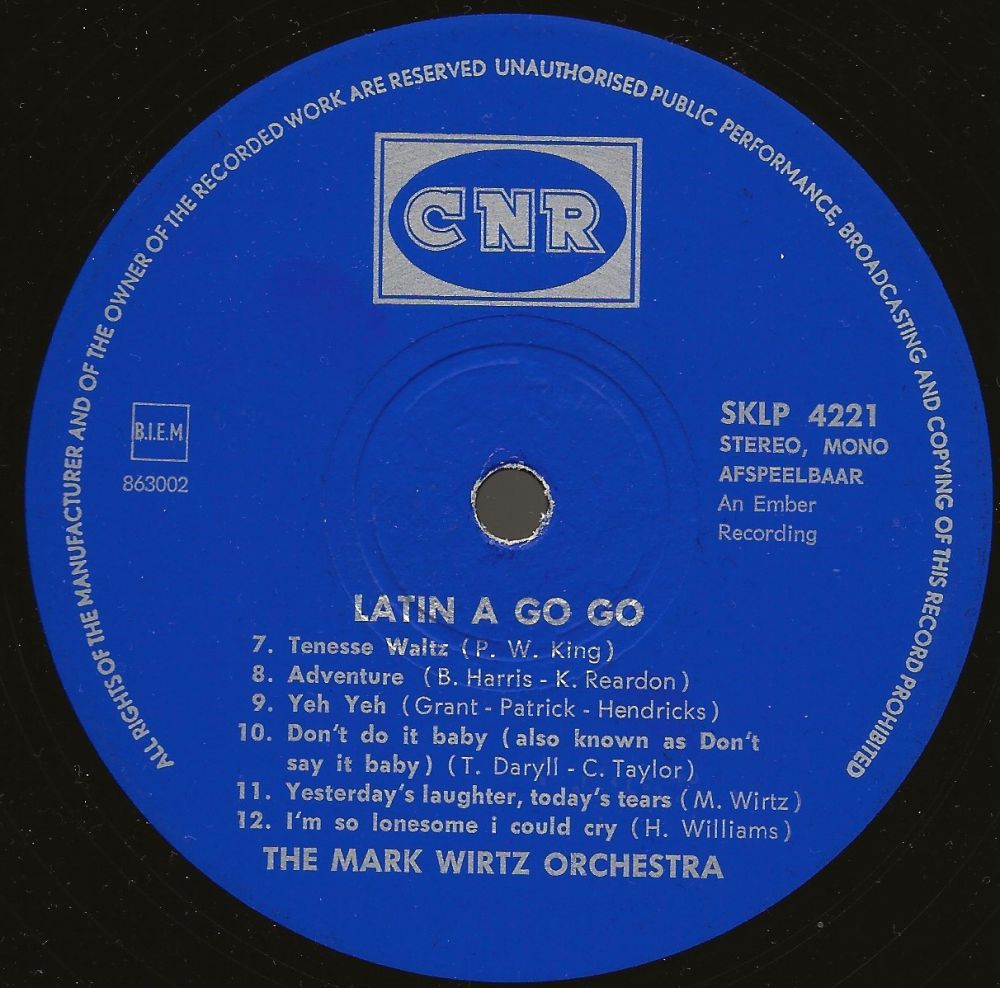 ALL RIGHTS OF THE MANUFACTURER AND OF THE OWNER OF THE RECORDED WORK ARE RESERVED UNAUTHORISED PUBLIC PERFORMANCE, BROADCASTING AND COPYING OF THIS RECORD PROHIBITED
CNR
B.I.E.M
863002
SKLP 4221
STEREO, MONO
AFSPEELBAAR
An Ember
Recording
LATIN A GO GO
7. Tenesse Waltz (P. W. King)
8. Adventure (B. Harris - K. Reardon)
9. Yeh Yeh (Grant - Patrick - Hendricks)
10. Don't do it baby (also known as Don't
say it baby) (T. Daryll - C. Taylor)
11. Yesterday's laughter, today's tears (M. Wirtz)
12. I'm so lonesome i could cry (H. Williams)
THE MARK WIRTZ ORCHESTRA